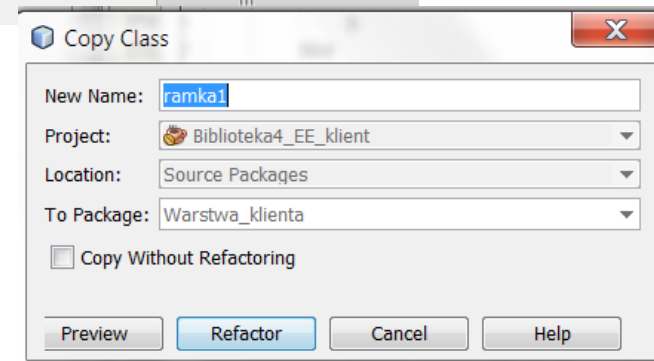 Copy Class
New Name: ramka1
Project: Biblioteka4_EE_klient
Location: Source Packages
To Package: Warstwa_klienta
Copy Without Refactoring
Preview Refactor Cancel Help